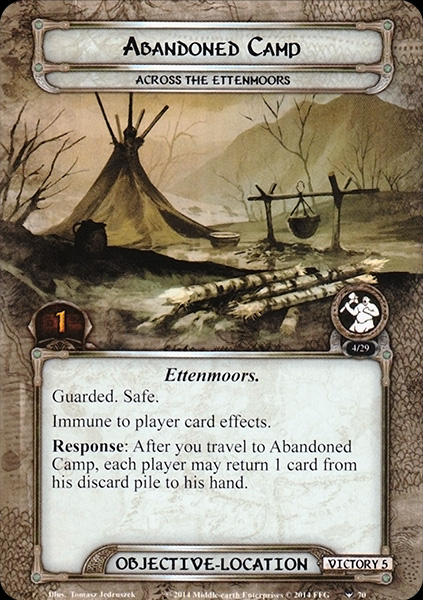 ABANDONED CAMP
ACROSS THE ETTENMOORS
1
4/29
Ettenmoors.
Guarded. Safe.
Immune to player card effects.
Response: After you travel to Abandoned
Camp, each player may return 1 card from
his discard pile to his hand.
OBJECTIVE-LOCATION
VICTORY 5
Illus. Tomasz Jedruszek
© 2014 Middle-earth Enterprises © 2014 FFG
70